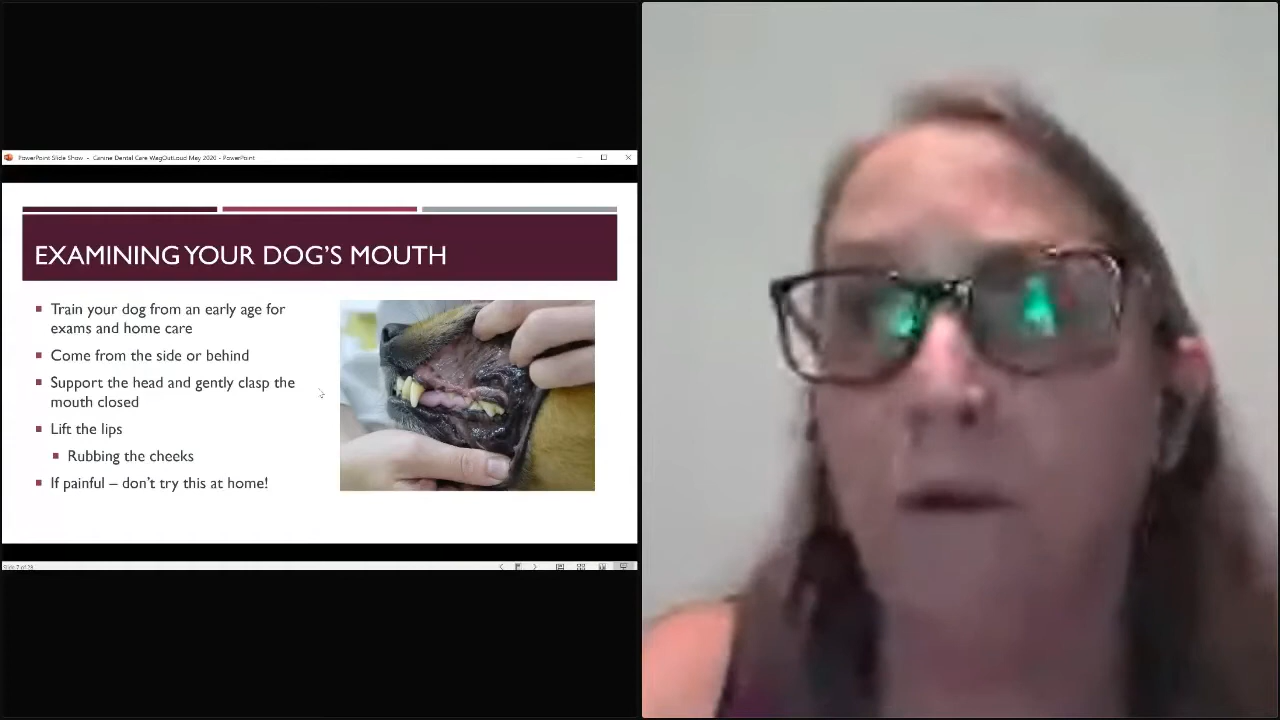 PowerPoint Slide Show - Canine Dental Care WagOutLoud May 2020 - PowerPoint
EXAMINING YOUR DOG'S MOUTH
Train your dog from an early age for
exams and home care
Come from the side or behind
Support the head and gently clasp the
mouth closed
Lift the lips
Rubbing the cheeks
If painful – don't try this at home!